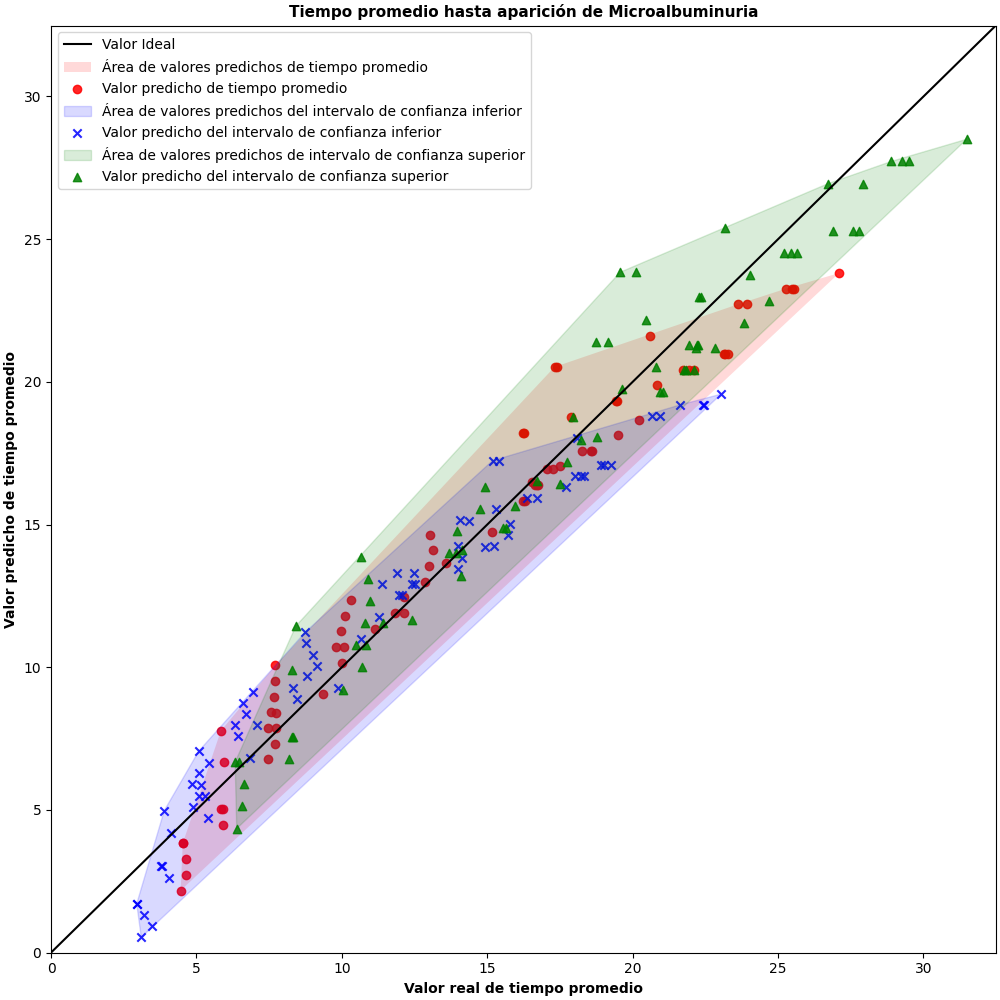 Tiempo promedio hasta aparición de Microalbuminuria
Valor Ideal
Área de valores predichos de tiempo promedio
Valor predicho de tiempo promedio
Área de valores predichos del intervalo de confianza inferior
Valor predicho del intervalo de confianza inferior
Área de valores predichos de intervalo de confianza superior
Valor predicho del intervalo de confianza superior
Valor predicho de tiempo promedio
30
25
20
15
10
5
0
0 5 10 15 20 25 30
Valor real de tiempo promedio